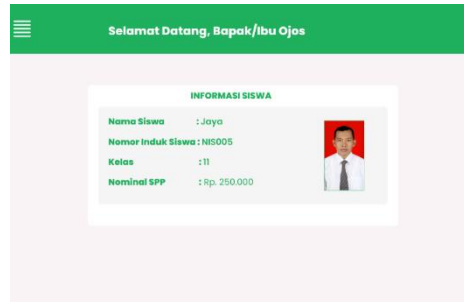 Selamat Datang, Bapak/Ibu Ojos
INFORMASI SISWA
Nama Siswa : Jaya
Nomor Induk Siswa : NIS005
Kelas : 11
Nominal SPP : Rp. 250.000